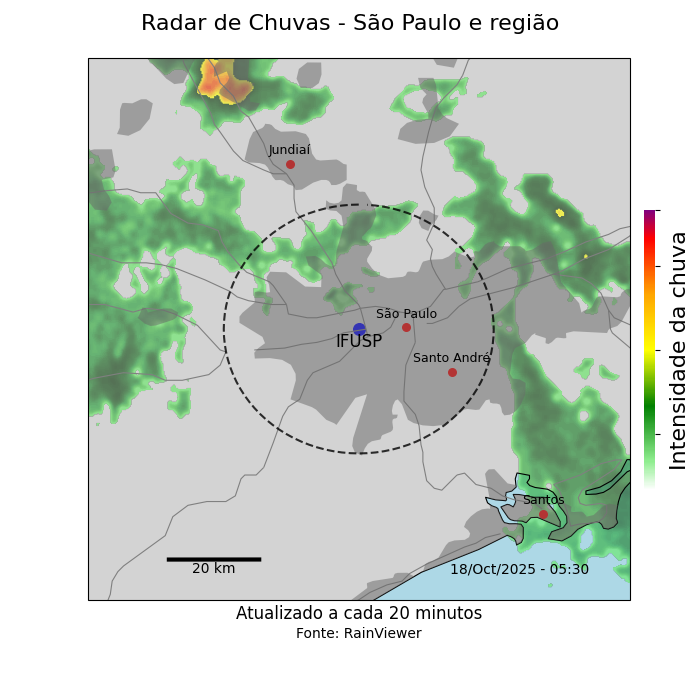 Radar de Chuvas - São Paulo e região
Jundiaí
São Paulo
IFUSP
Santo André
Santos
20 km
18/Oct/2025 - 05:30
Intensidade da chuva
Atualizado a cada 20 minutos
Fonte: RainViewer